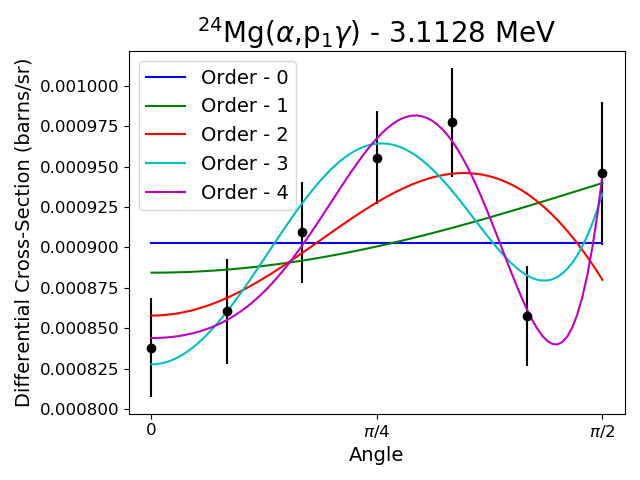 ²⁴Mg(α,p₁γ) - 3.1128 MeV
Differential Cross-Section (barns/sr)
0.001000
0.000975
0.000950
0.000925
0.000900
0.000875
0.000850
0.000825
0.000800
Order - 0
Order - 1
Order - 2
Order - 3
Order - 4
0
π/4
π/2
Angle